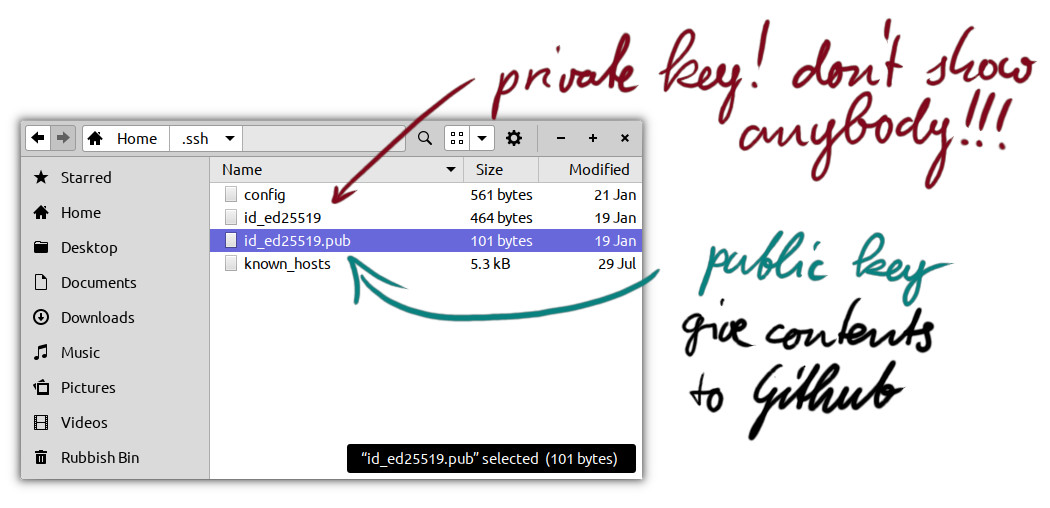 private key! don't show
anybody!!!
Home .ssh
Name Size Modified
Starred
Home
Desktop
Documents
Downloads
Music
Pictures
Videos
Rubbish Bin
config 561 bytes 21 Jan
id_ed25519 464 bytes 19 Jan
id_ed25519.pub 101 bytes 19 Jan
known_hosts 5.3 kB 29 Jul
public key
give contents
to Github
“id_ed25519.pub” selected (101 bytes)